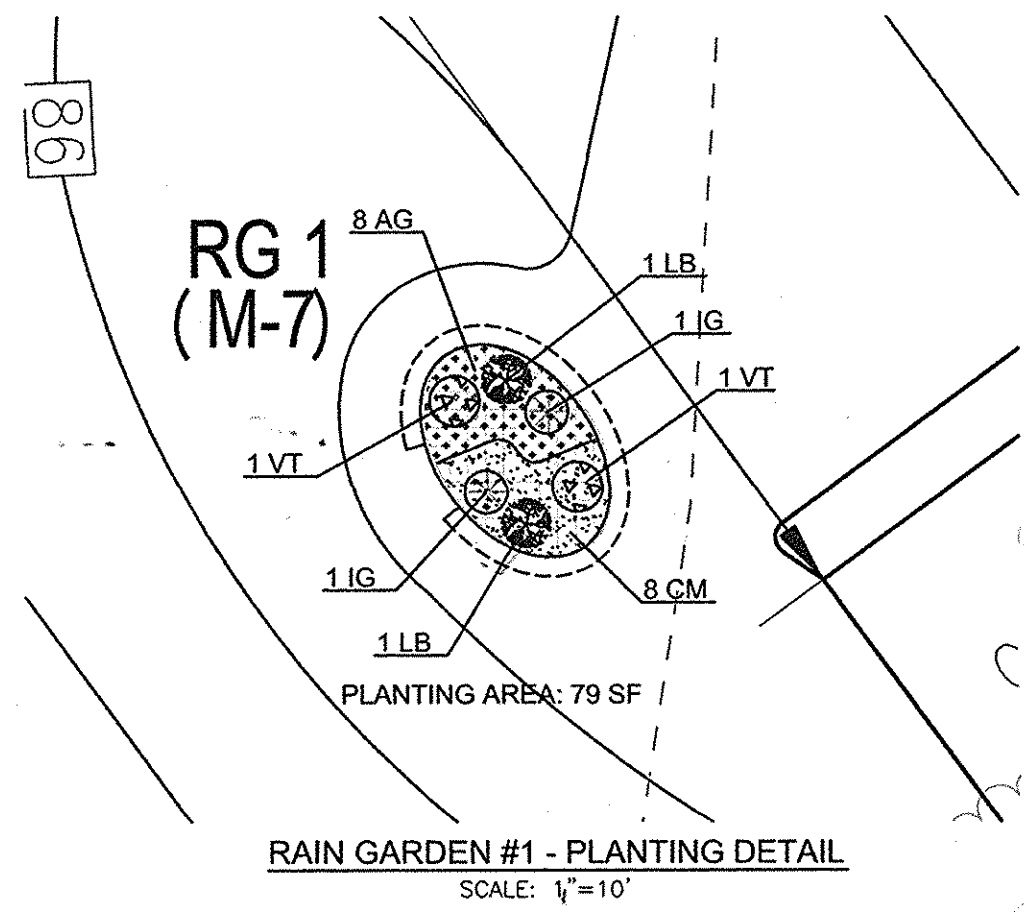 86
RG 1
(M-7)
8 AG
1 LB
1 IG
1 VT
1 VT
1 IG
1 LB
8 CM
PLANTING AREA: 79 SF
RAIN GARDEN #1 - PLANTING DETAIL
SCALE: 1"=10'